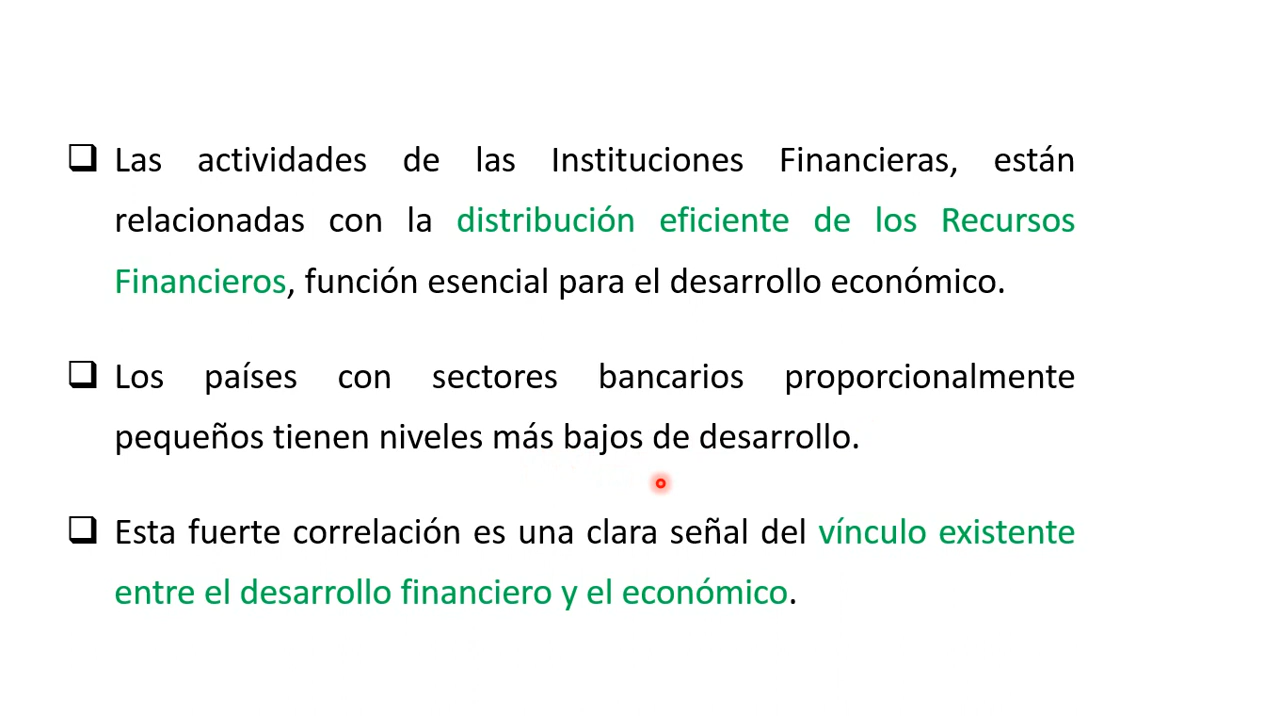 ❑ Las actividades de las Instituciones Financieras, están
relacionadas con la distribución eficiente de los Recursos
Financieros, función esencial para el desarrollo económico.
❑ Los países con sectores bancarios proporcionalmente
pequeños tienen niveles más bajos de desarrollo.
❑ Esta fuerte correlación es una clara señal del vínculo existente
entre el desarrollo financiero y el económico.